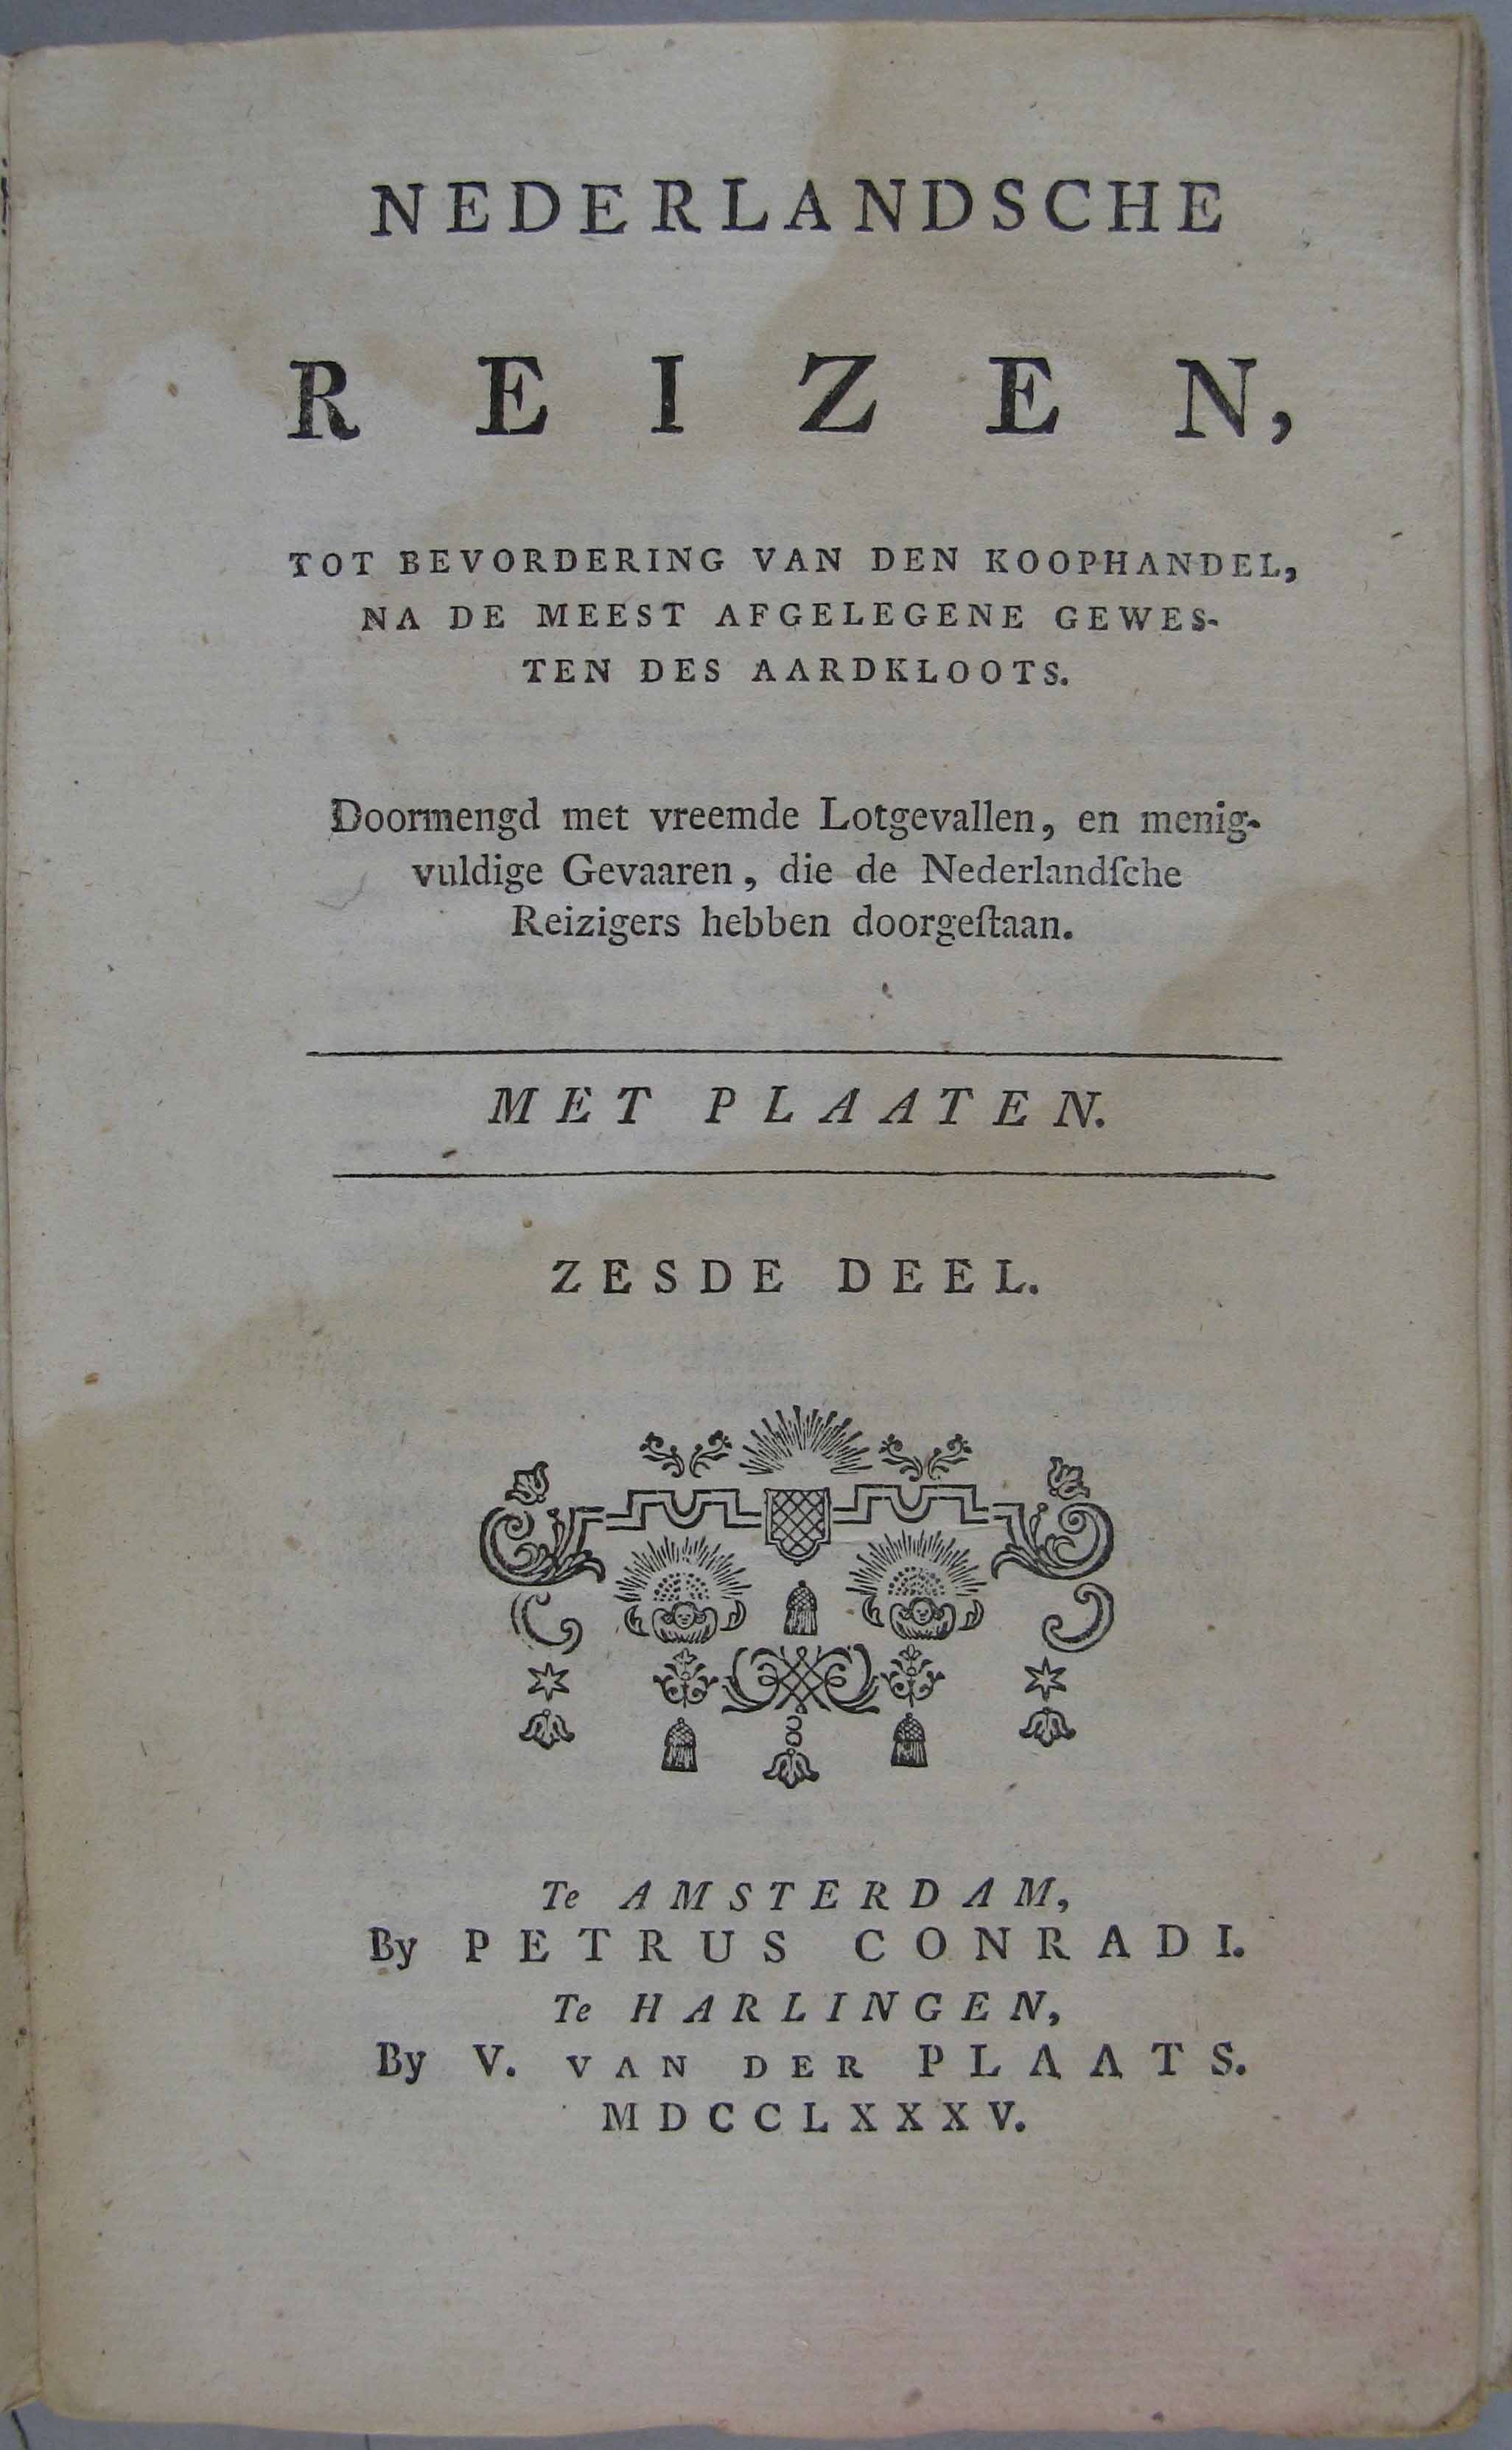 NEDERLANDSCHE
REIZEN,
TOT BEVORDERING VAN DEN KOOPHANDEL,
NA DE MEEST AFGELEGENE GEWES-
TEN DES AARDKLOOTS.
Doormengd met vreemde Lotgevallen, en menig-
vuldige Gevaaren, die de Nederlandſche
Reizigers hebben doorgeſtaan.
MET PLAATEN.
ZESDE DEEL.
Te AMSTERDAM,
By PETRUS CONRADI.
Te HARLINGEN,
By V. VAN DER PLAATS.
MDCCLXXXV.